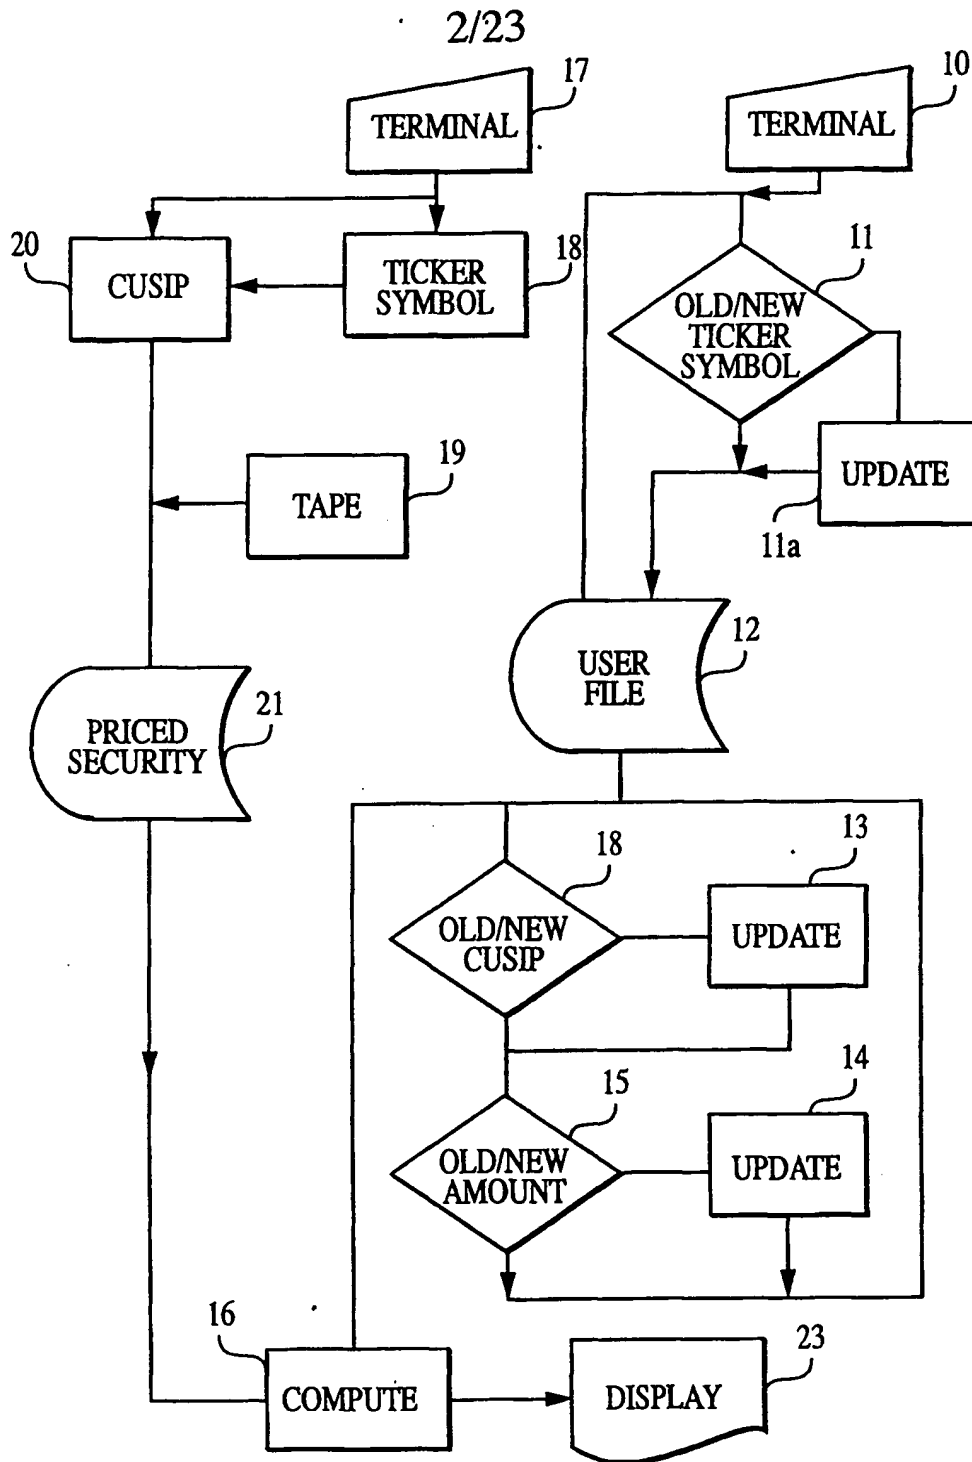 2/23
17
TERMINAL
10
TERMINAL
20
CUSIP
TICKER
SYMBOL
18
11
OLD/NEW
TICKER
SYMBOL
19
TAPE
UPDATE
11a
PRICED
SECURITY
21
USER
FILE
12
18
OLD/NEW
CUSIP
13
UPDATE
15
OLD/NEW
AMOUNT
14
UPDATE
16
COMPUTE
DISPLAY
23